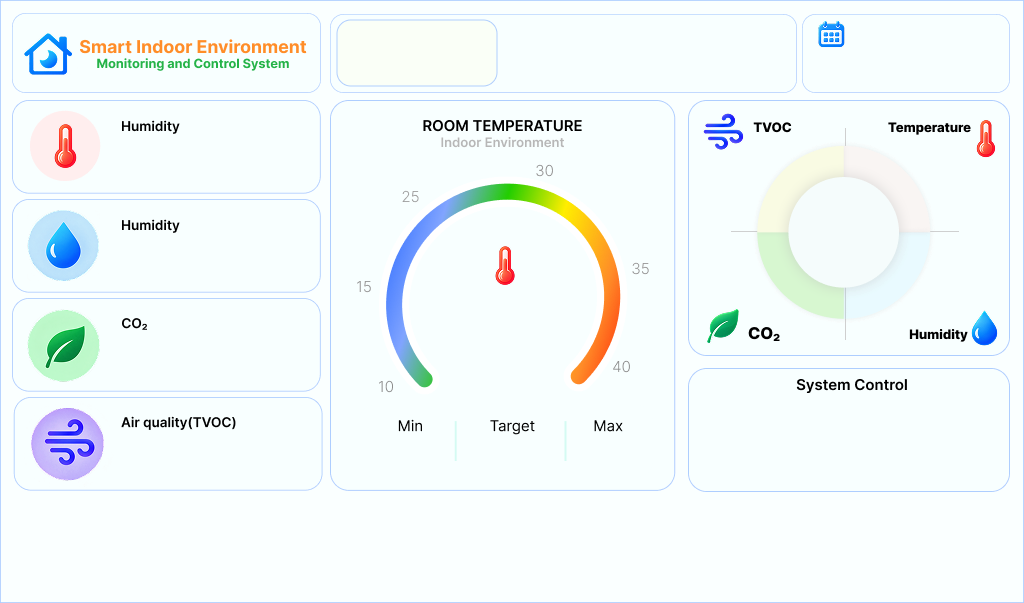 Smart Indoor Environment
Monitoring and Control System
Humidity
Humidity
CO₂
Air quality(TVOC)
ROOM TEMPERATURE
Indoor Environment
10
15
25
30
35
40
Min
Target
Max
TVOC
Temperature
CO₂
Humidity
System Control